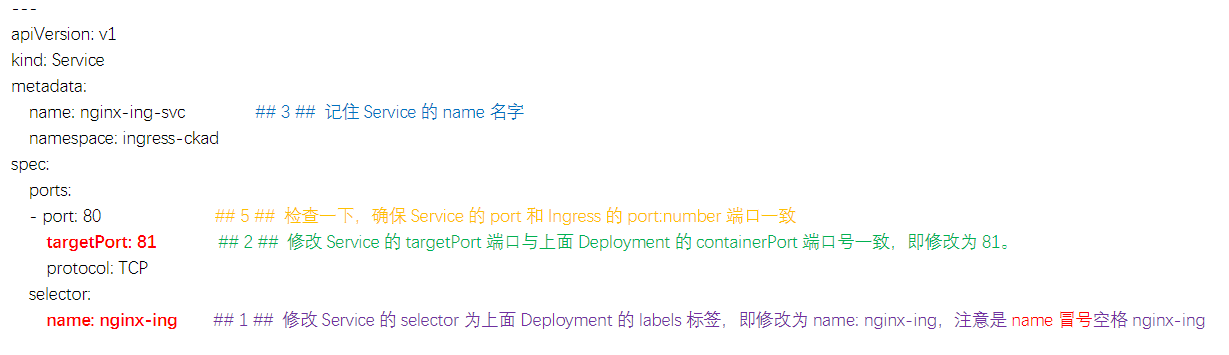 ---
apiVersion: v1
kind: Service
metadata:
name: nginx-ing-svc ## 3 ## 记住 Service 的 name 名字
namespace: ingress-ckad
spec:
ports:
- port: 80 ## 5 ## 检查一下，确保 Service 的 port 和 Ingress 的 port:number 端口一致
targetPort: 81 ## 2 ## 修改 Service 的 targetPort 端口与上面 Deployment 的 containerPort 端口号一致，即修改为 81。
protocol: TCP
selector:
name: nginx-ing ## 1 ## 修改 Service 的 selector 为上面 Deployment 的 labels 标签，即修改为 name: nginx-ing，注意是 name 冒号空格 nginx-ing